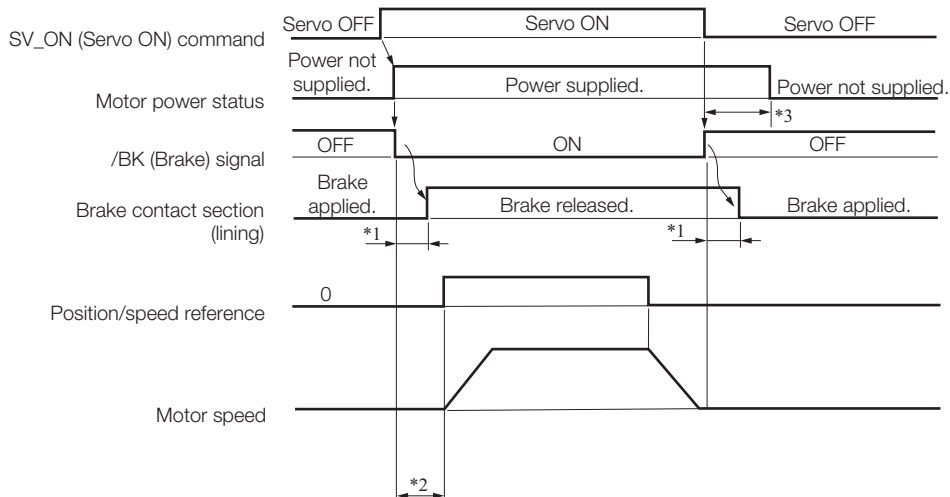 SV_ON (Servo ON) command
Servo OFF
Servo ON
Servo OFF
Motor power status
Power not
supplied.
Power supplied.
Power not supplied.
*3
/BK (Brake) signal
OFF
ON
OFF
Brake contact section
(lining)
Brake
applied.
Brake released.
Brake applied.
*1
*1
Position/speed reference
0
Motor speed
*2